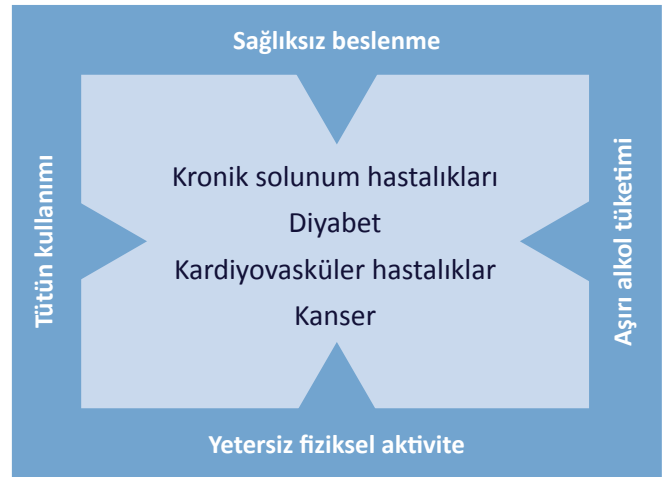 Sağlıksız beslenme
Tütün kullanımı
Kronik solunum hastalıkları
Diyabet
Kardiyovasküler hastalıklar
Kanser
Aşırı alkol tüketimi
Yetersiz fiziksel aktivite